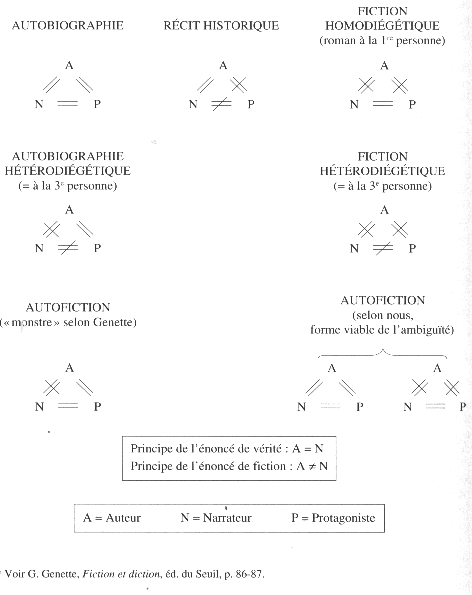 AUTOBIOGRAPHIE
RÉCIT HISTORIQUE
FICTION
HOMODIÉGÉTIQUE
(roman à la 1re personne)
A
N = P
A
N ≠ P
A
N = P
AUTOBIOGRAPHIE
HÉTÉRODIÉGÉTIQUE
(= à la 3e personne)
FICTION
HÉTÉRODIÉGÉTIQUE
(= à la 3e personne)
A
N ≠ P
A
N ≠ P
AUTOFICTION
(« monstre » selon Genette)
AUTOFICTION
(selon nous,
forme viable de l'ambiguïté)
A
N = P
A
N = P
A
N = P
Principe de l'énoncé de vérité : A = N
Principe de l'énoncé de fiction : A ≠ N
A = Auteur N = Narrateur P = Protagoniste
Voir G. Genette, Fiction et diction, éd. du Seuil, p. 86-87.